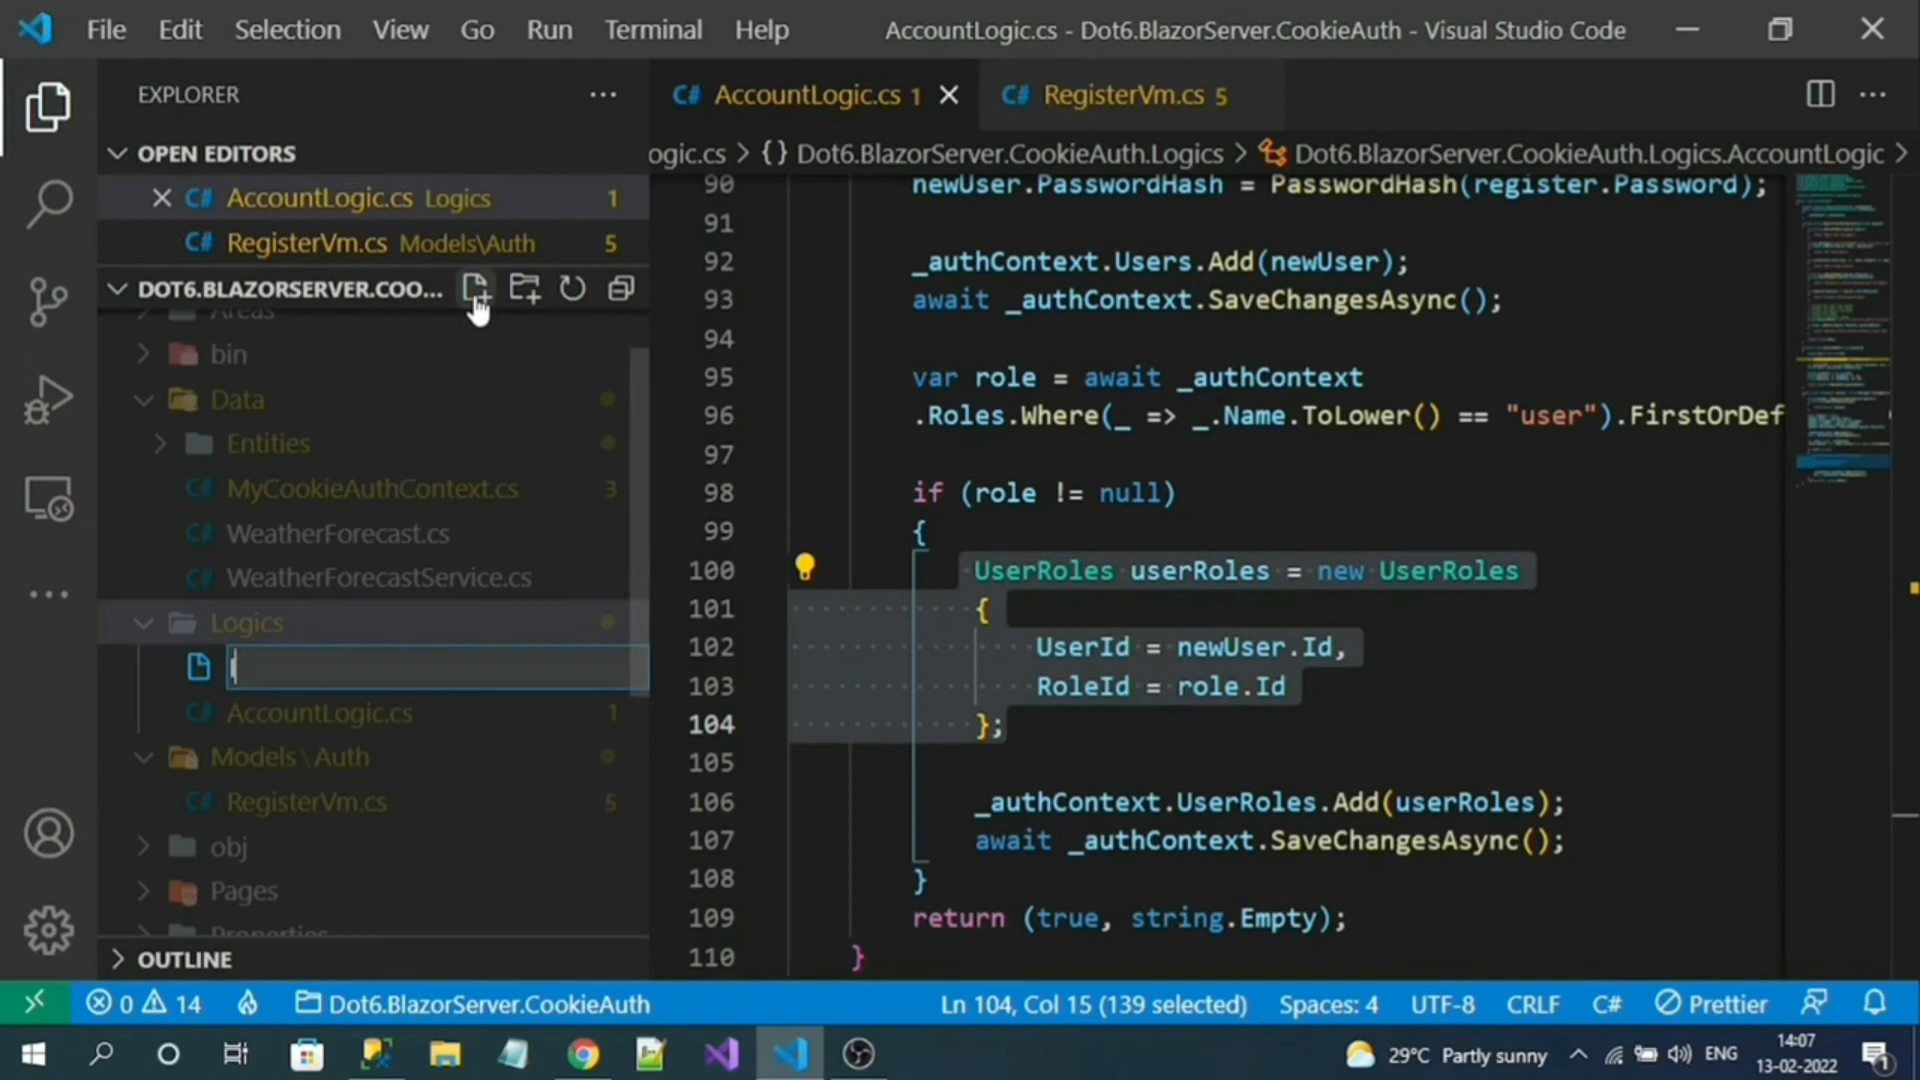 File Edit Selection View Go Run Terminal Help AccountLogic.cs - Dot6.BlazorServer.CookieAuth - Visual Studio Code
EXPLORER
OPEN EDITORS
AccountLogic.cs Logics 1
RegisterVm.cs Models\Auth 5
DOT6.BLAZORSERVER.COO...
Areas
bin
Data
Entities
MyCookieAuthContext.cs 3
WeatherForecast.cs
WeatherForecastService.cs
Logics
AccountLogic.cs 1
Models\Auth
RegisterVm.cs 5
obj
Pages
Properties
OUTLINE
C# AccountLogic.cs 1 C# RegisterVm.cs 5
ogic.cs > {} Dot6.BlazorServer.CookieAuth.Logics > Dot6.BlazorServer.CookieAuth.Logics.AccountLogic >
90 newUser.PasswordHash = PasswordHash(register.Password);
91
92 _authContext.Users.Add(newUser);
93 await _authContext.SaveChangesAsync();
94
95 var role = await _authContext
96 .Roles.Where(_ => _.Name.ToLower() == "user").FirstOrDef
97
98 if (role != null)
99 {
100 UserRoles userRoles = new UserRoles
101 {
102 UserId = newUser.Id,
103 RoleId = role.Id
104 };
105
106 _authContext.UserRoles.Add(userRoles);
107 await _authContext.SaveChangesAsync();
108 }
109 return (true, string.Empty);
110 }
0 14 Dot6.BlazorServer.CookieAuth Ln 104, Col 15 (139 selected) Spaces: 4 UTF-8 CRLF C# Prettier
29°C Partly sunny ENG 14:07
13-02-2022 1